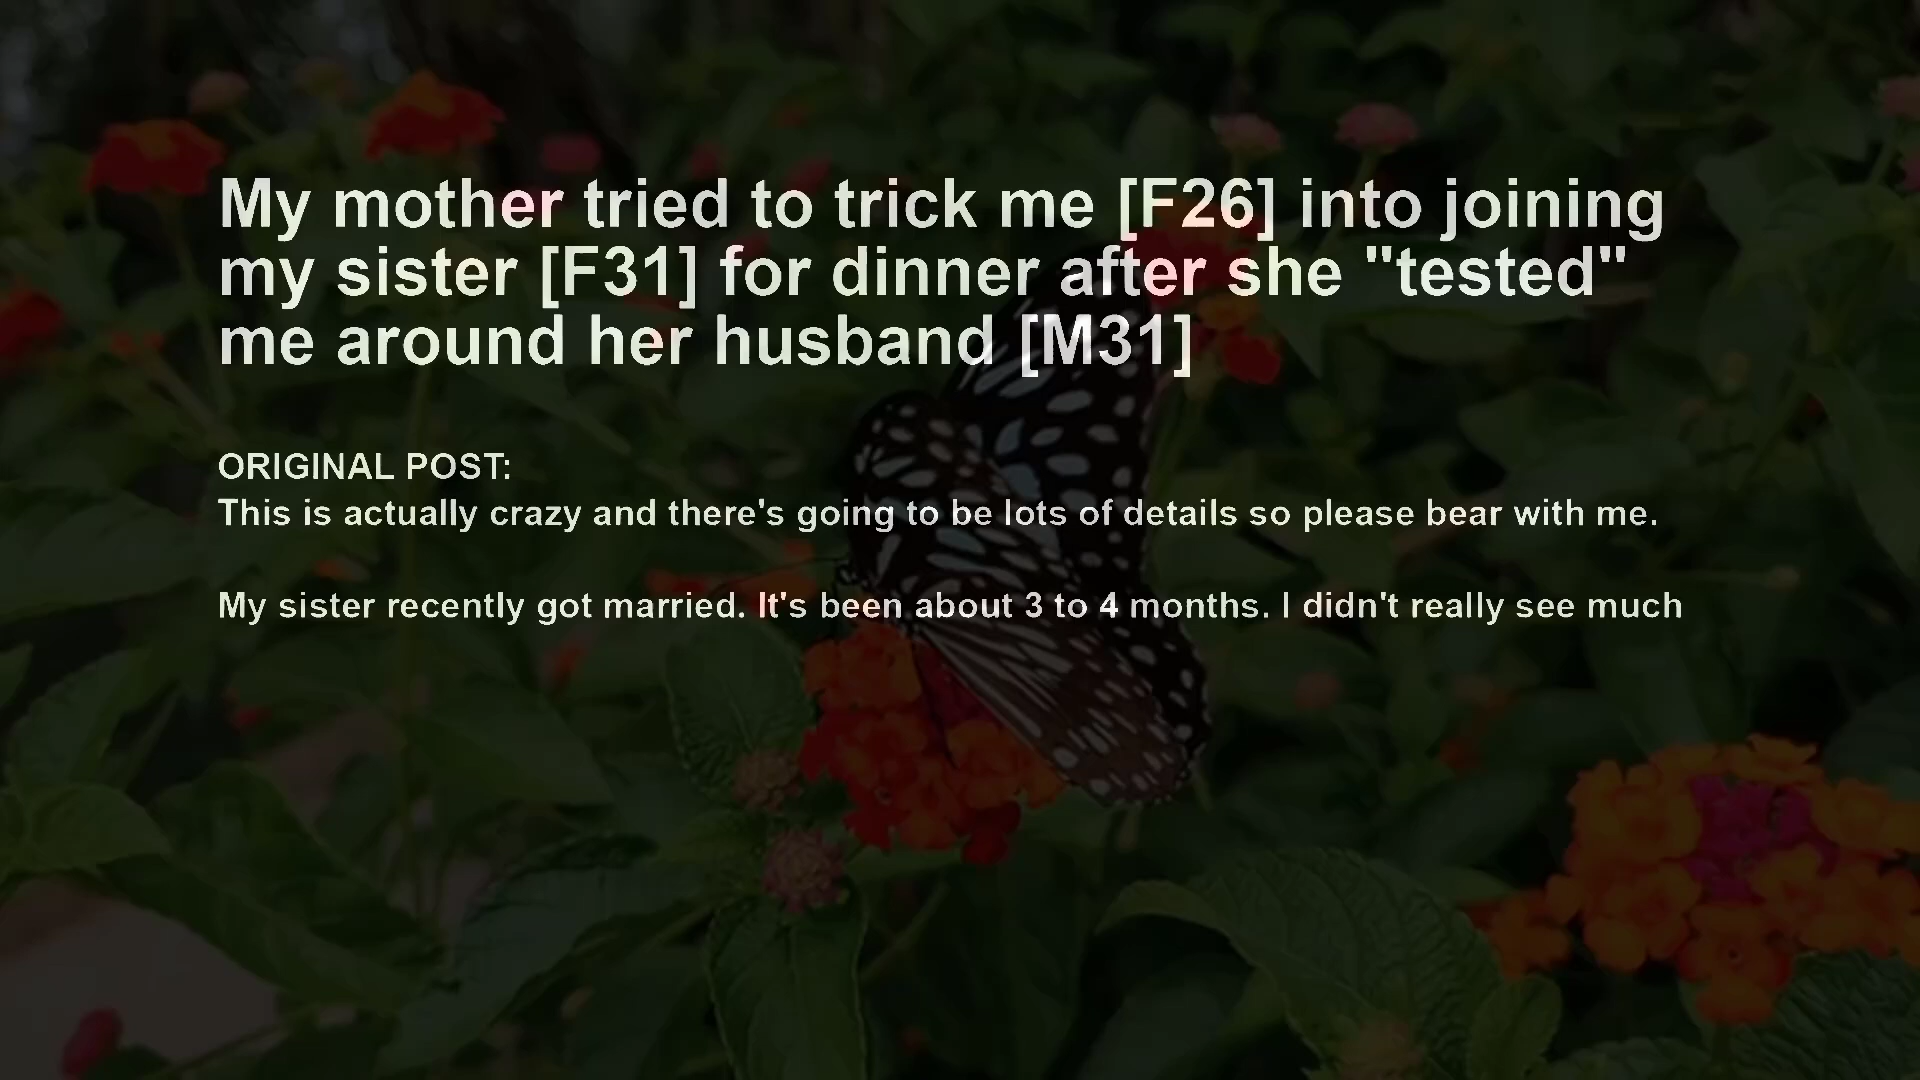 My mother tried to trick me [F26] into joining
my sister [F31] for dinner after she "tested"
me around her husband [M31]
ORIGINAL POST:
This is actually crazy and there's going to be lots of details so please bear with me.
My sister recently got married. It's been about 3 to 4 months. I didn't really see much